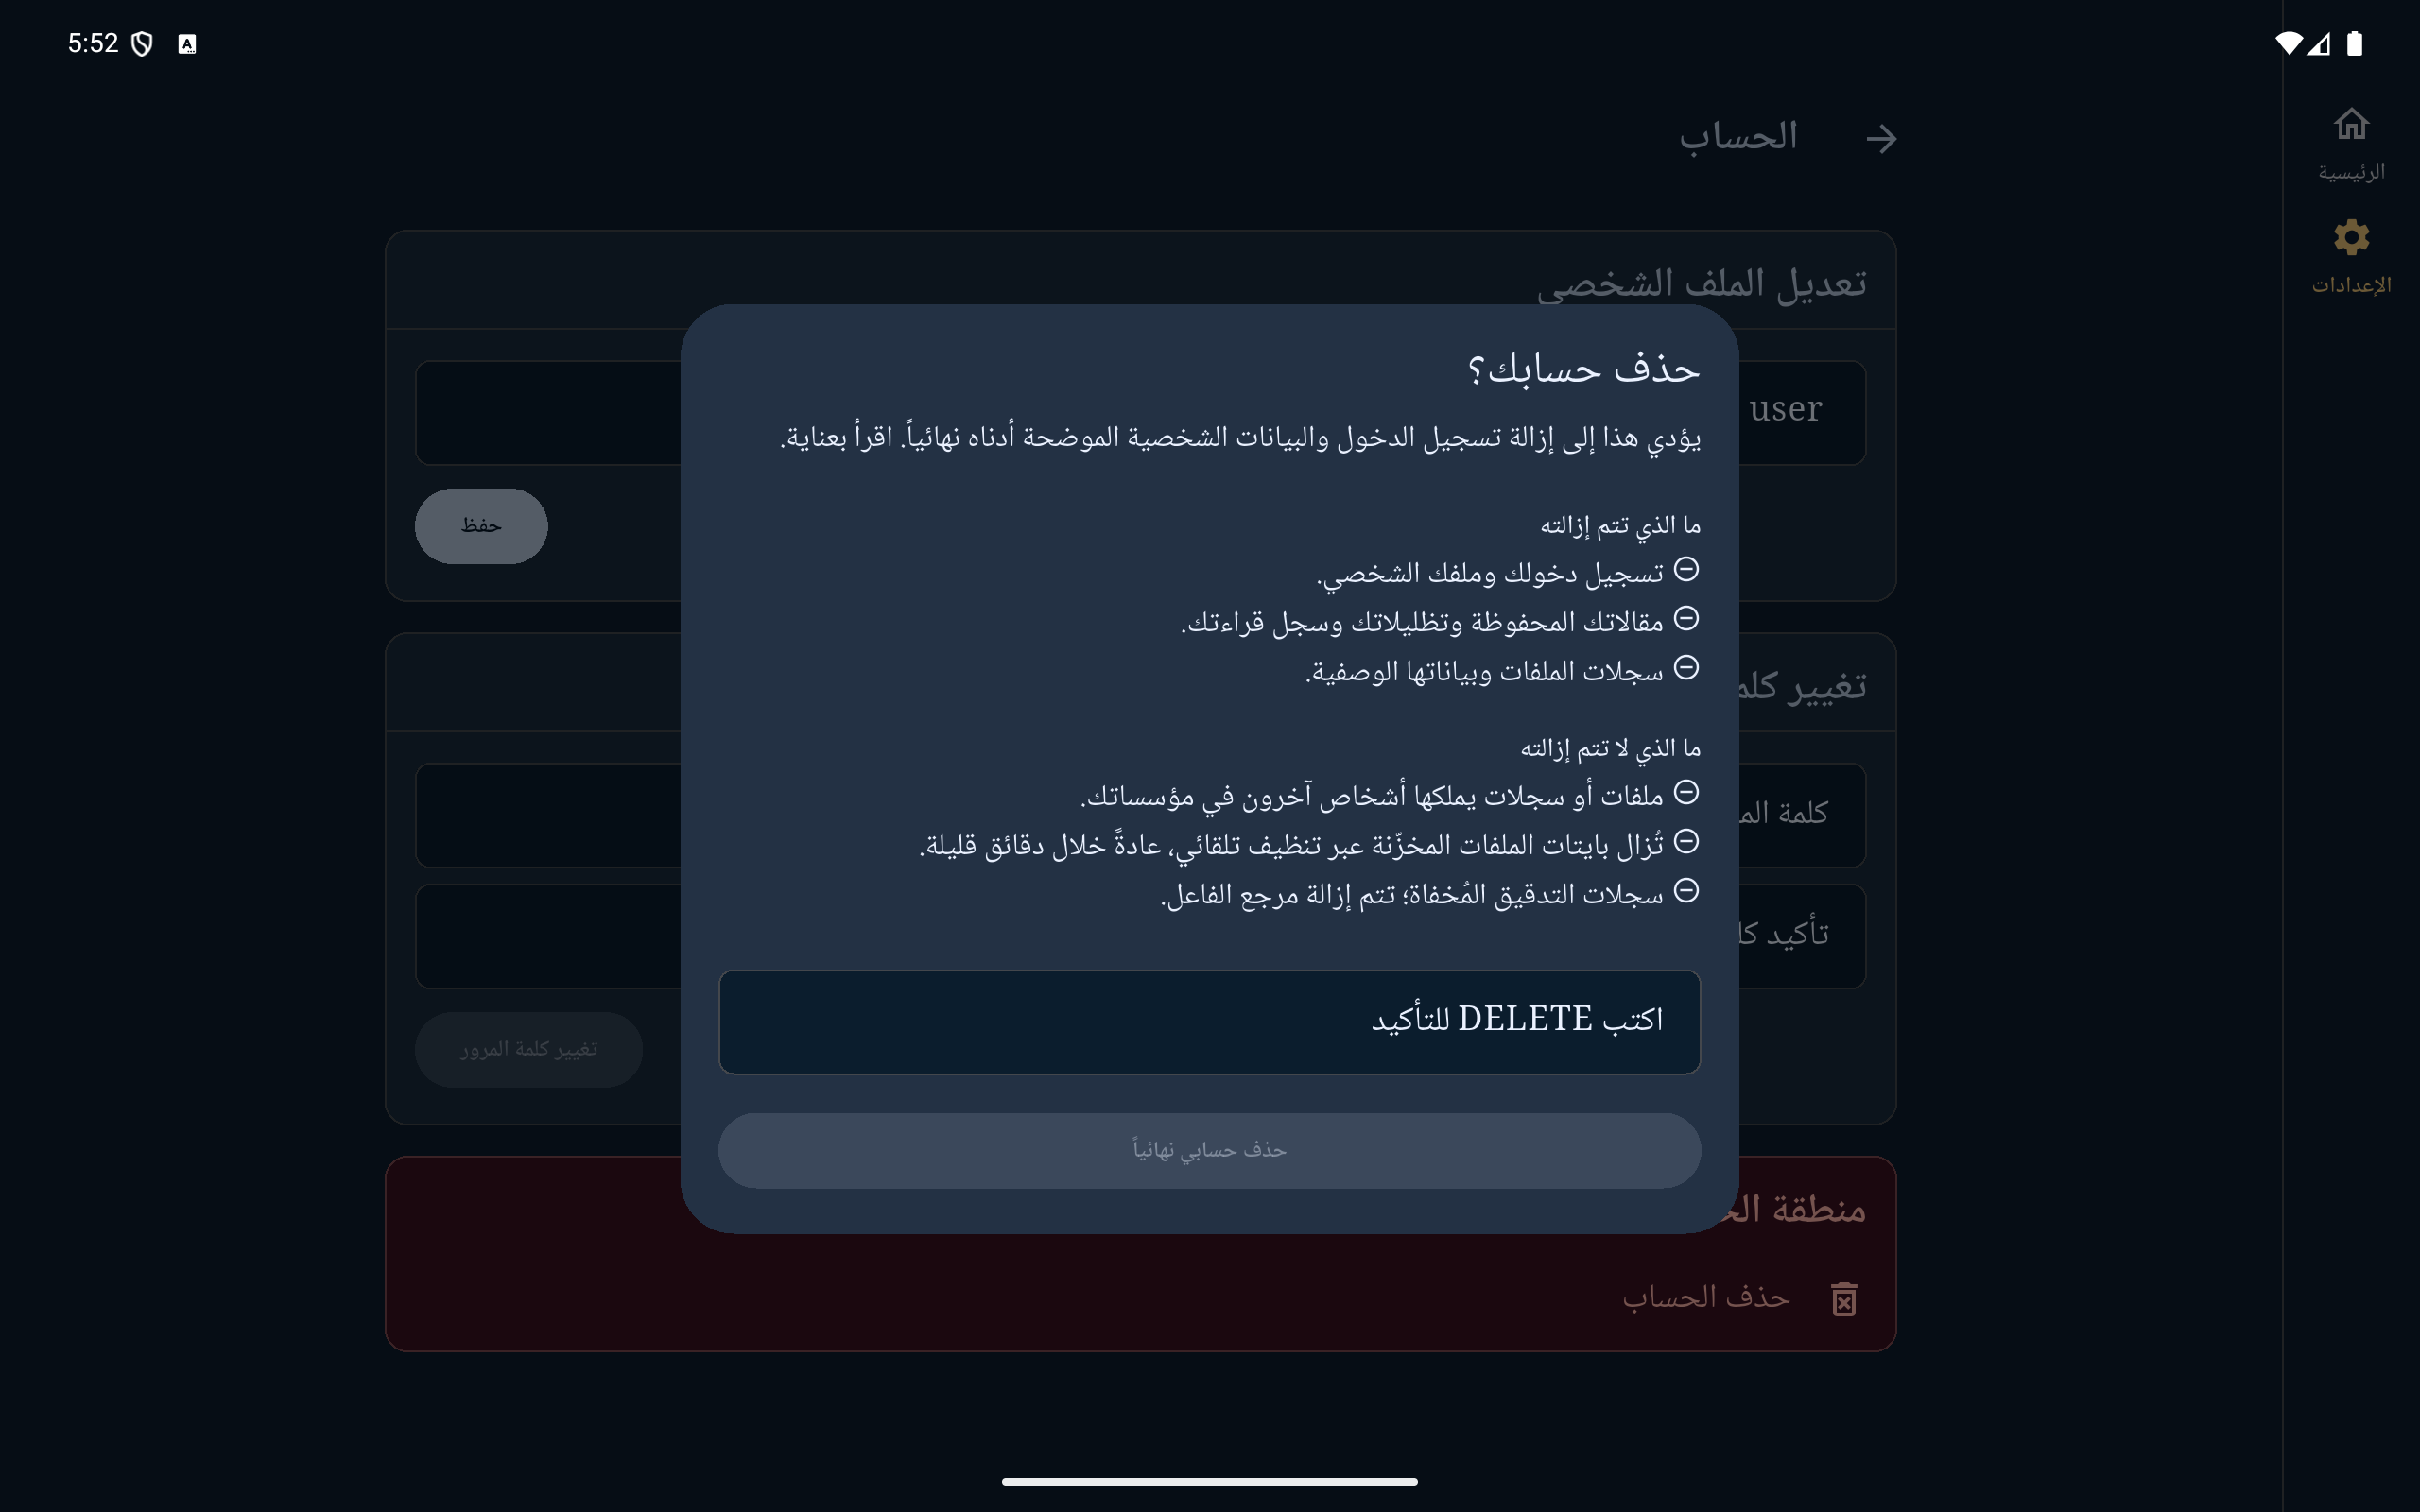 5:52
الرئيسية
الإعدادات
الحساب
تعديل الملف الشخصي
user
حفظ
تغيير
كلمة
تأكيد
تغيير كلمة المرور
منطقة
حذف الحساب
حذف حسابك؟
يؤدي هذا إلى إزالة تسجيل الدخول والبيانات الشخصية الموضحة أدناه نهائياً. اقرأ بعناية.
ما الذي تتم إزالته
تسجيل دخولك وملفك الشخصي.
مقالاتك المحفوظة وتظليلاتك وسجل قراءتك.
سجلات الملفات وبياناتها الوصفية.
ما الذي لا تتم إزالته
ملفات أو سجلات يملكها أشخاص آخرون في مؤسساتك.
تُزال بايتات الملفات المخزّنة عبر تنظيف تلقائي، عادةً خلال دقائق قليلة.
سجلات التدقيق المُخفاة؛ تتم إزالة مرجع الفاعل.
اكتب DELETE للتأكيد
حذف حسابي نهائياً